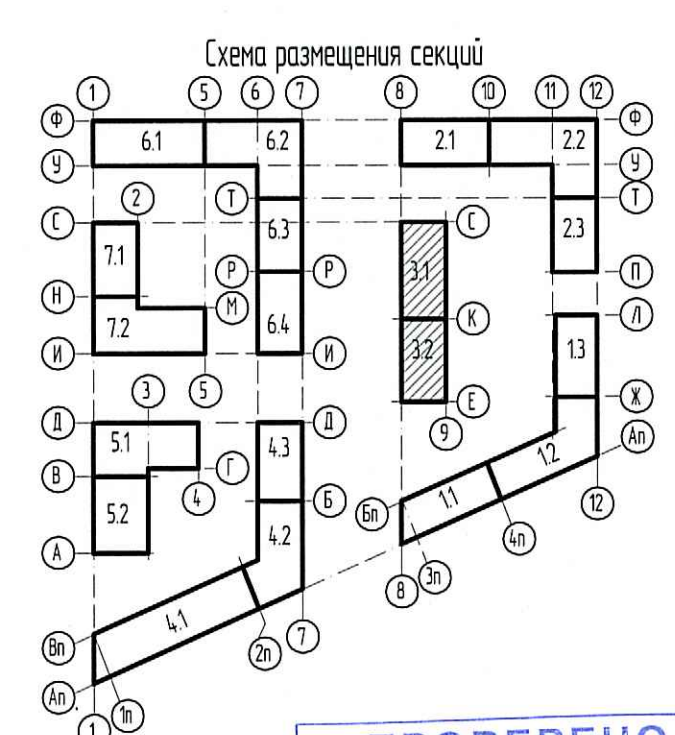 Схема размещения секций
1 5 6 7 8 10 11 12
Ф 6.1 6.2 2.1 2.2 Ф
У У
2 Т Т
С 7.1 6.3 С 2.3
Р Р 3.1 П
Н М К Л
7.2 6.4 3.2 1.3
И И
3 5 Е Ж
Д 5.1 Д 9
4.3 Ап
В Г 1.2
4 Б Бп 1.1
5.2 4.2 12
4п
А 3п
8
4.1 7
Вп 2п
Ап
1п
1
ПРОВЕРЕНО